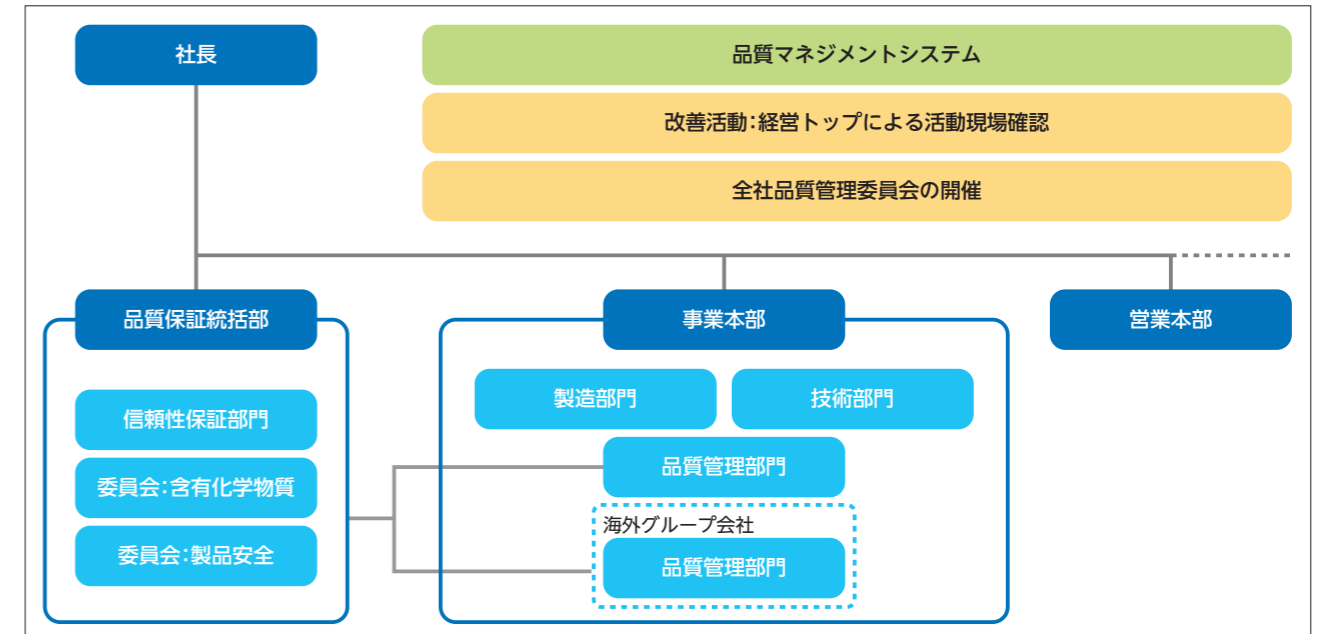 社長
品質マネジメントシステム
改善活動：経営トップによる活動現場確認
全社品質管理委員会の開催
品質保証統括部
事業本部
営業本部
信頼性保証部門
委員会：含有化学物質
委員会：製品安全
製造部門
技術部門
品質管理部門
海外グループ会社
品質管理部門